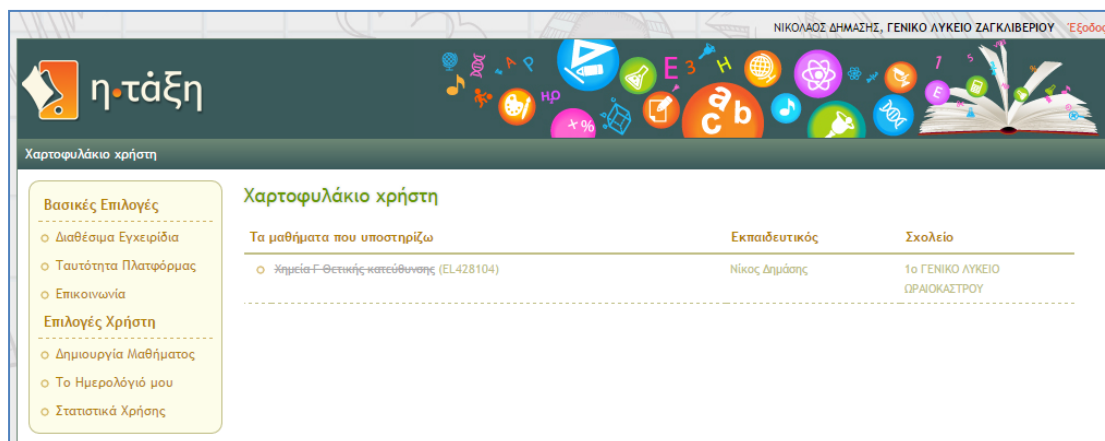 ΝΙΚΟΛΑΟΣ ΔΗΜΑΣΗΣ, ΓΕΝΙΚΟ ΛΥΚΕΙΟ ΖΑΓΚΛΙΒΕΡΙΟΥ Έξοδος
η•τάξη
Χαρτοφυλάκιο χρήστη
Βασικές Επιλογές
Διαθέσιμα Εγχειρίδια
Ταυτότητα Πλατφόρμας
Επικοινωνία
Επιλογές Χρήστη
Δημιουργία Μαθήματος
Το Ημερολόγιό μου
Στατιστικά Χρήσης
Χαρτοφυλάκιο χρήστη
Τα μαθήματα που υποστηρίζω Εκπαιδευτικός Σχολείο
Χημεία Γ Θετικής κατεύθυνσης (EL428104) Νίκος Δημάσης 1ο ΓΕΝΙΚΟ ΛΥΚΕΙΟ
ΩΡΑΙΟΚΑΣΤΡΟΥ